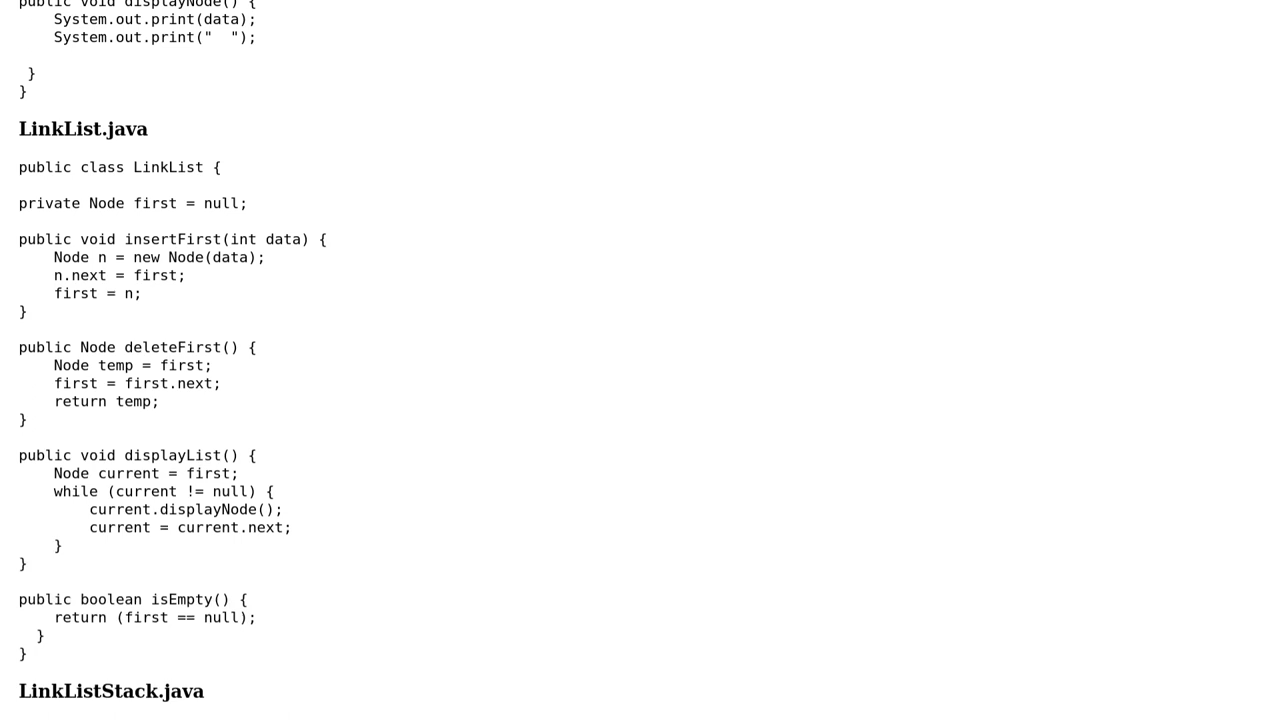 public void displayNode() {
    System.out.print(data);
    System.out.print("  ");

 }
}
LinkList.java
public class LinkList {

private Node first = null;

public void insertFirst(int data) {
    Node n = new Node(data);
    n.next = first;
    first = n;
}

public Node deleteFirst() {
    Node temp = first;
    first = first.next;
    return temp;
}

public void displayList() {
    Node current = first;
    while (current != null) {
        current.displayNode();
        current = current.next;
    }
}

public boolean isEmpty() {
    return (first == null);
  }
}
LinkListStack.java